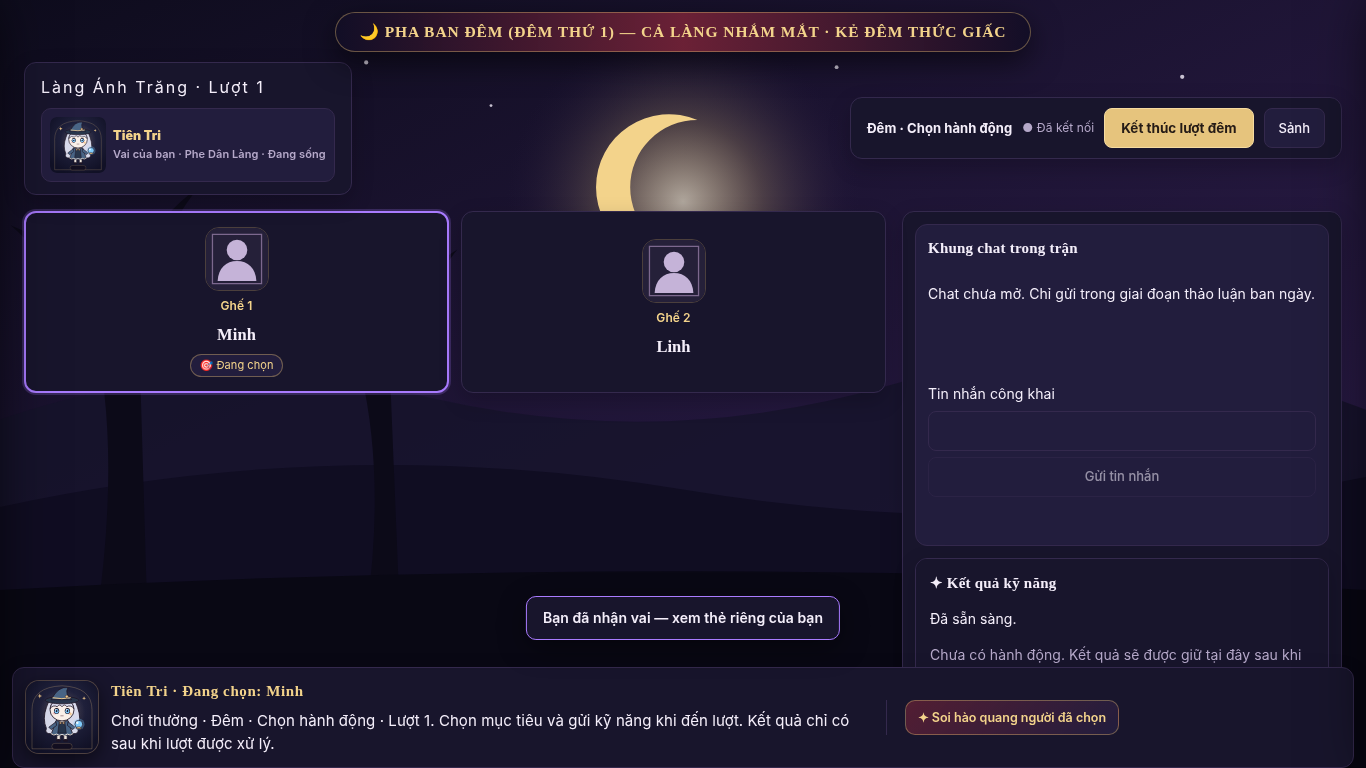 🌙 PHA BAN ĐÊM (ĐÊM THỨ 1) — CẢ LÀNG NHẮM MẮT · KẺ ĐÊM THỨC GIẤC
Làng Ánh Trăng · Lượt 1
Tiên Tri
Vai của bạn · Phe Dân Làng · Đang sống
Đêm · Chọn hành động
Đã kết nối
Kết thúc lượt đêm
Sảnh
Ghế 1
Minh
🎯 Đang chọn
Ghế 2
Linh
Khung chat trong trận
Chat chưa mở. Chỉ gửi trong giai đoạn thảo luận ban ngày.
Tin nhắn công khai
Gửi tin nhắn
✦ Kết quả kỹ năng
Đã sẵn sàng.
Chưa có hành động. Kết quả sẽ được giữ tại đây sau khi
Bạn đã nhận vai — xem thẻ riêng của bạn
Tiên Tri · Đang chọn: Minh
Chơi thường · Đêm · Chọn hành động · Lượt 1. Chọn mục tiêu và gửi kỹ năng khi đến lượt. Kết quả chỉ có
sau khi lượt được xử lý.
✦ Soi hào quang người đã chọn